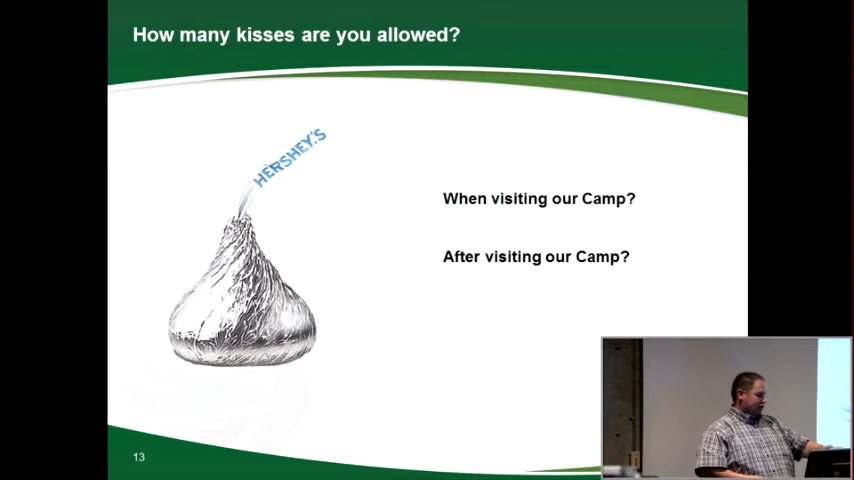 How many kisses are you allowed?
HERSHEY'S
When visiting our Camp?
After visiting our Camp?
13